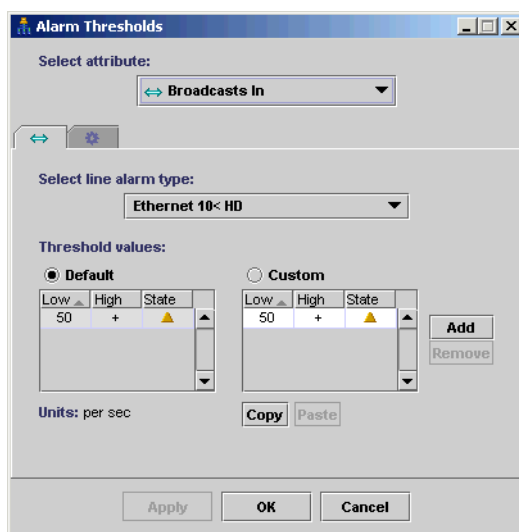 Alarm Thresholds
Select attribute:
Broadcasts In
Select line alarm type:
Ethernet 10< HD
Threshold values:
Default Custom
Low High State Low High State
50 + 50 +
Add
Remove
Units: per sec Copy Paste
Apply OK Cancel